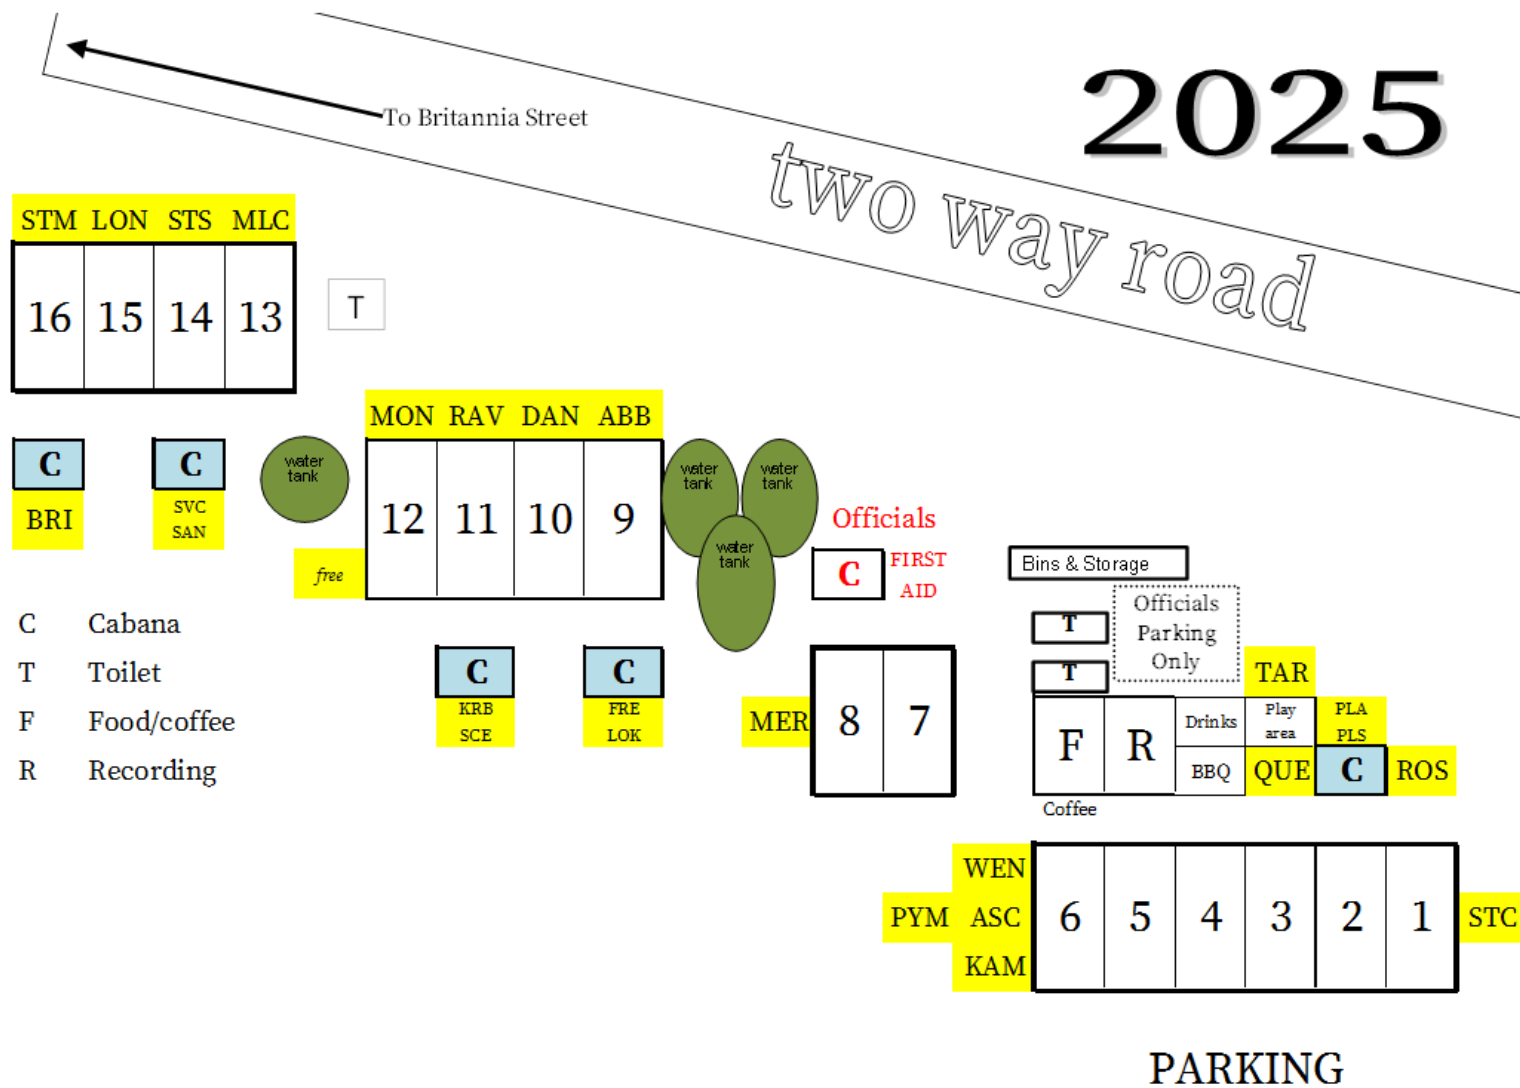 2025
To Britannia Street
two way road
STM LON STS MLC
16 15 14 13
T
MON RAV DAN ABB
12 11 10 9
C
BRI
C
SVC
SAN
water
tank
free
water
tank
water
tank
water
tank
Officials
C
FIRST
AID
Bins & Storage
Officials
Parking
Only
T
T
C Cabana
T Toilet
F Food/coffee
R Recording
C
KRB
SCE
C
FRE
LOK
MER
8 7
TAR
F R
Drinks
Play
area
PLA
PLS
BBQ
QUE
C
ROS
Coffee
WEN
PYM ASC
KAM
6 5 4 3 2 1
STC
PARKING